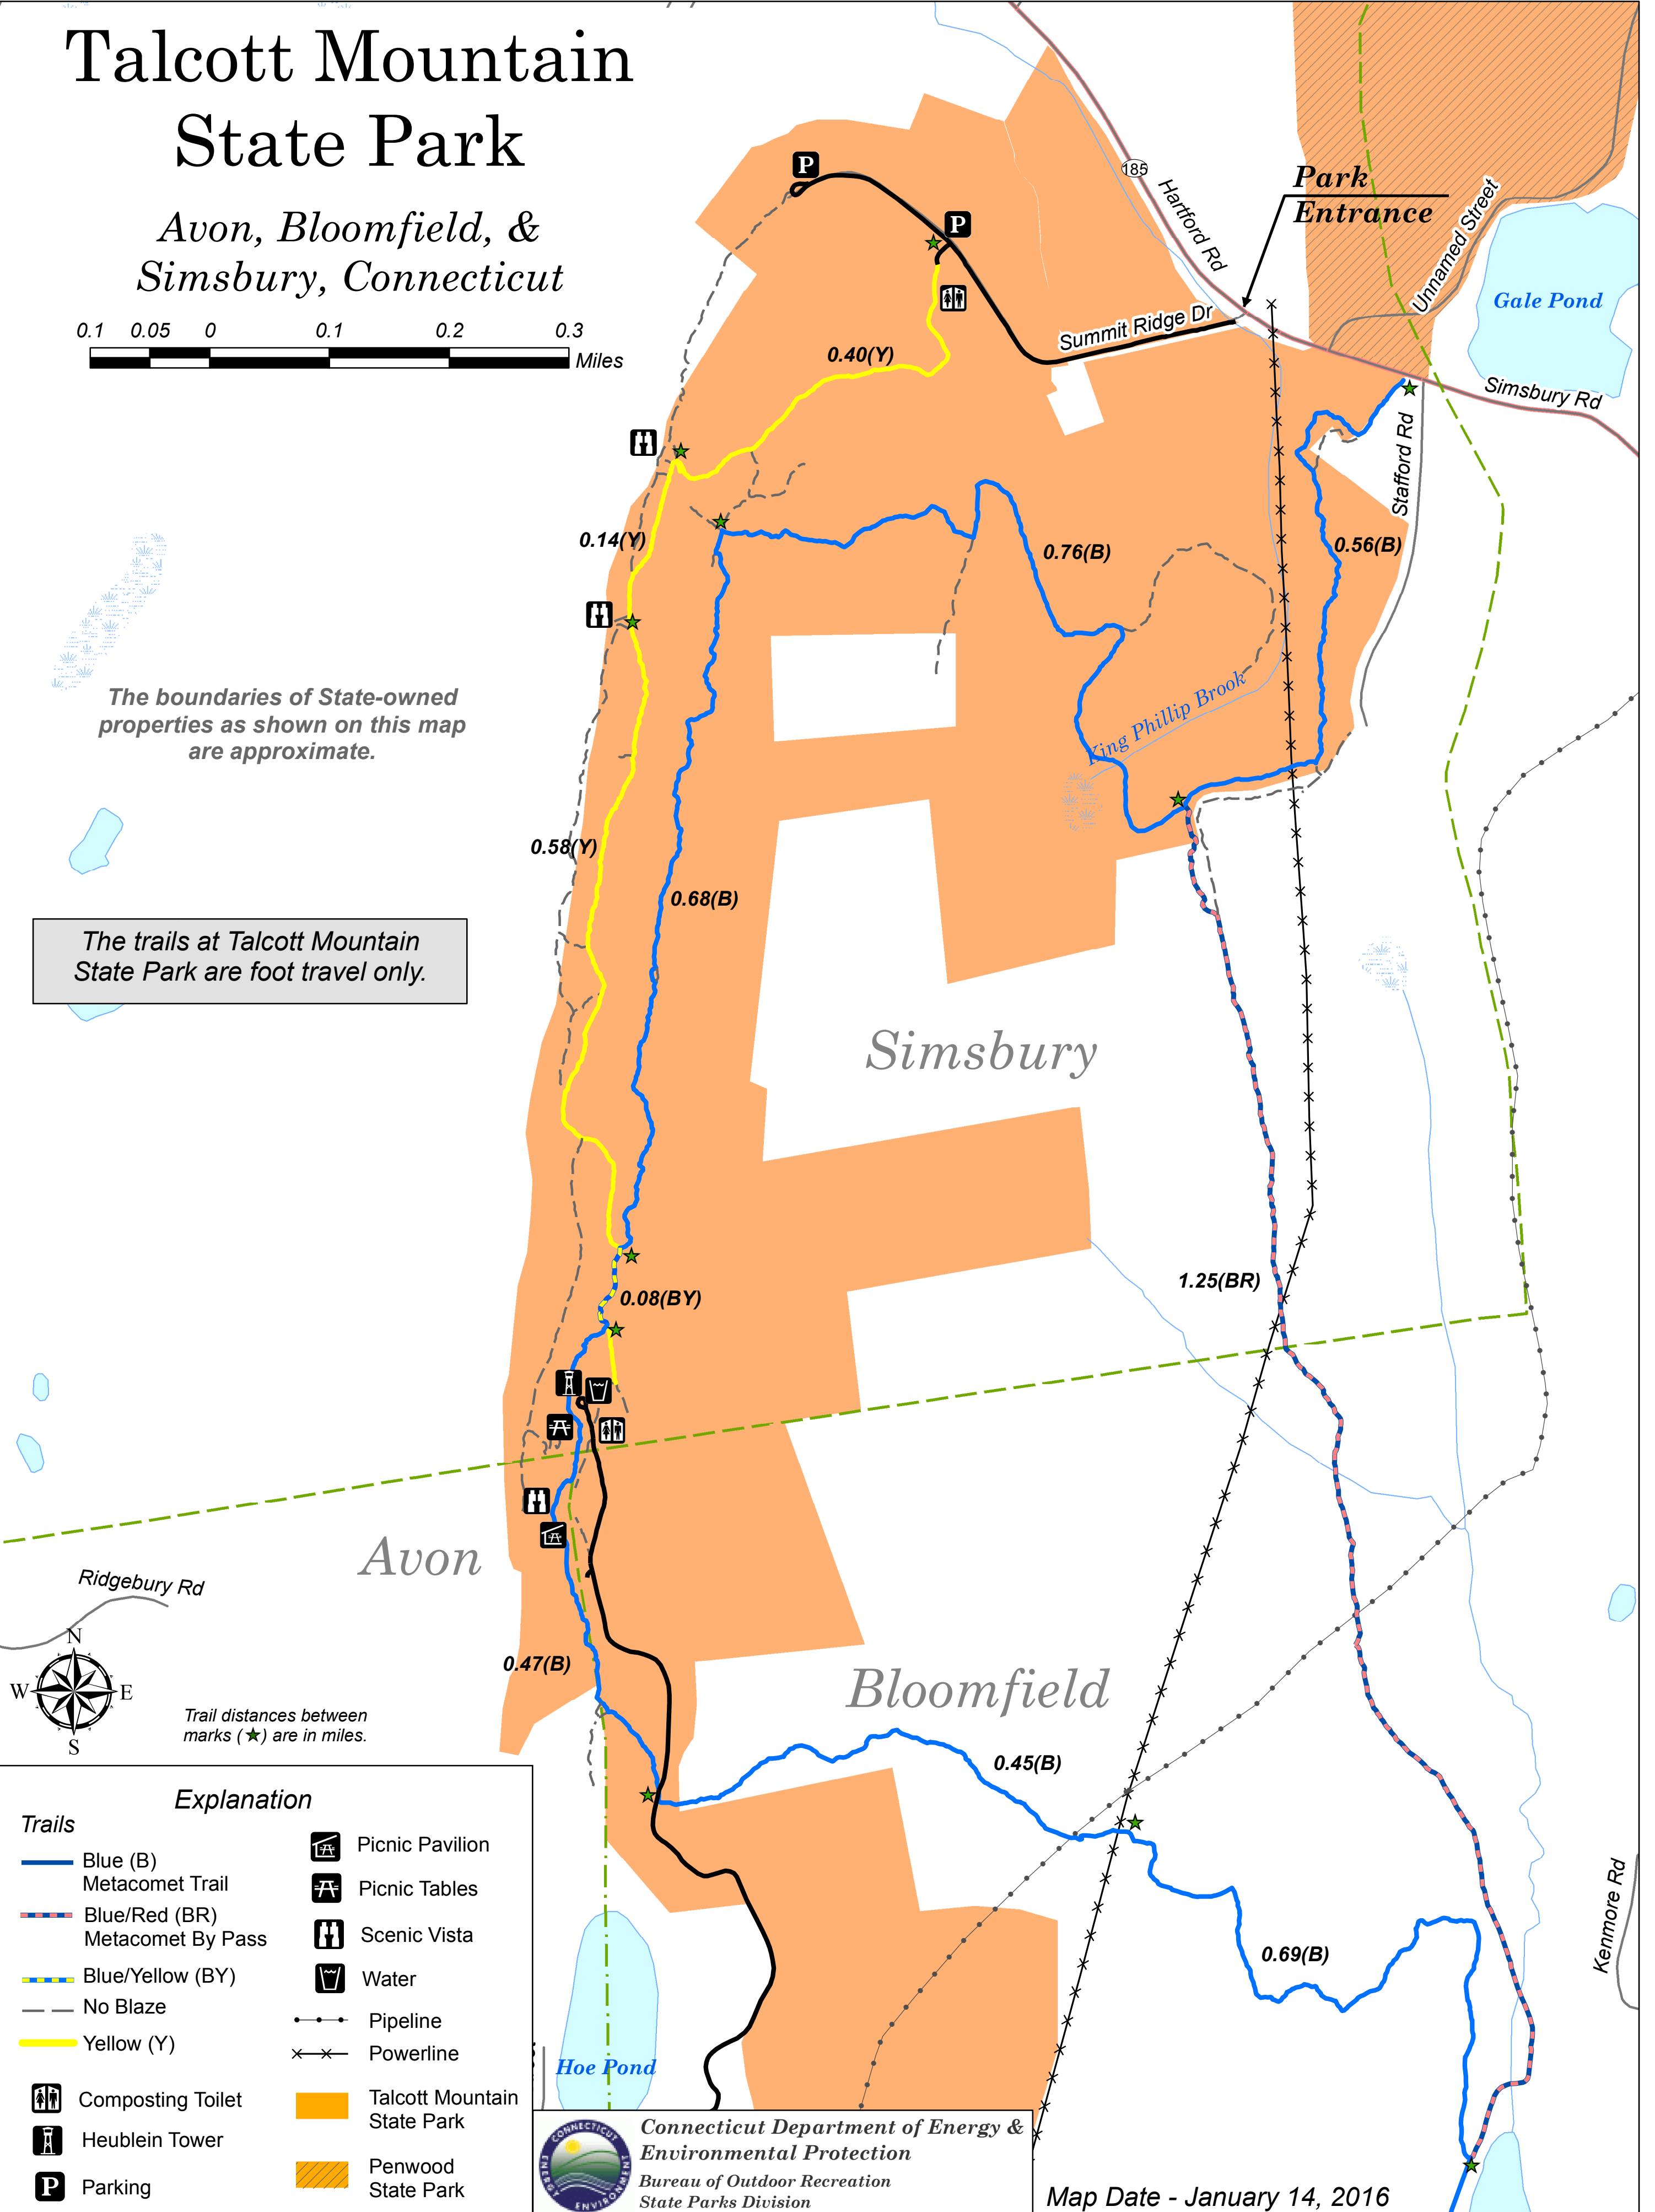 Talcott Mountain
State Park
Avon, Bloomfield, &
Simsbury, Connecticut
0.1 0.05 0 0.1 0.2 0.3
Miles
P
P
185
Hartford Rd
Park
Entrance
Unnamed Street
Gale Pond
Summit Ridge Dr
Simsbury Rd
Stafford Rd
0.40(Y)
0.14(Y)
0.76(B)
0.56(B)
The boundaries of State-owned
properties as shown on this map
are approximate.
King Phillip Brook
0.58(Y)
0.68(B)
The trails at Talcott Mountain
State Park are foot travel only.
Simsbury
1.25(BR)
0.08(BY)
Avon
Ridgebury Rd
N
W E
S
0.47(B)
Bloomfield
Trail distances between
marks (★) are in miles.
0.45(B)
0.69(B)
Kenmore Rd
Hoe Pond
Explanation
Trails
Blue (B)
Metacomet Trail
Blue/Red (BR)
Metacomet By Pass
Blue/Yellow (BY)
No Blaze
Yellow (Y)
Composting Toilet
Heublein Tower
P Parking
Picnic Pavilion
Picnic Tables
Scenic Vista
Water
Pipeline
Powerline
Talcott Mountain
State Park
Penwood
State Park
CONNECTICUT
ENERGY ENVIRONMENT
Connecticut Department of Energy &
Environmental Protection
Bureau of Outdoor Recreation
State Parks Division
Map Date - January 14, 2016